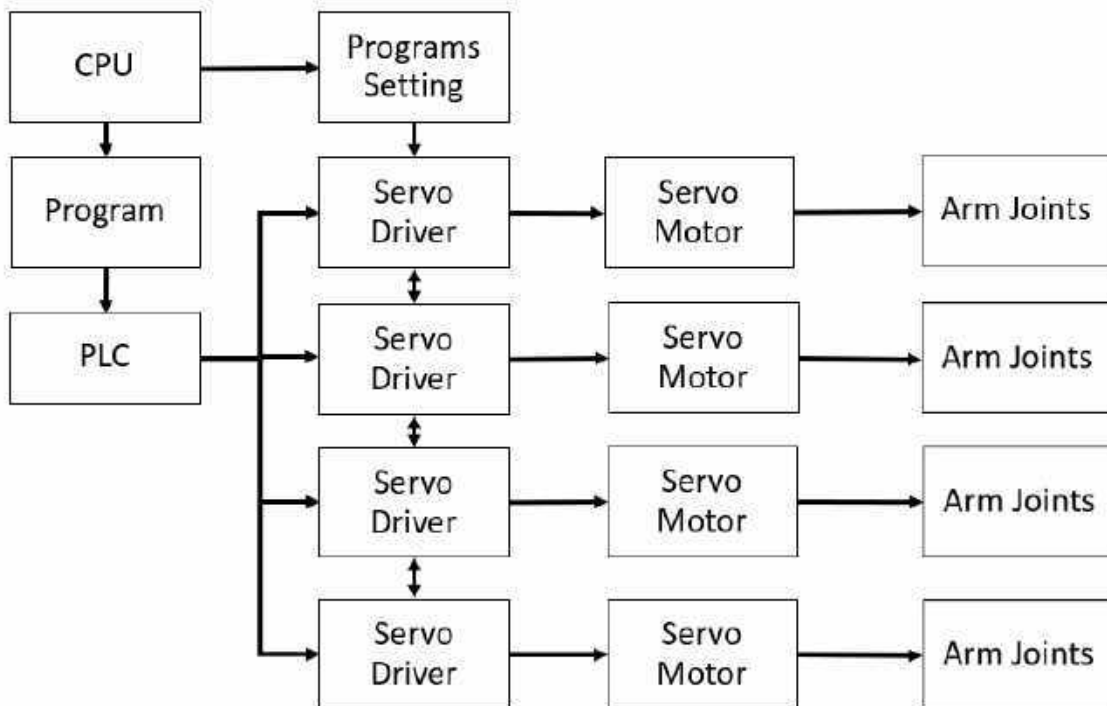 CPU
Programs
Setting
Program
Servo
Driver
Servo
Motor
Arm Joints
PLC
Servo
Driver
Servo
Motor
Arm Joints
Servo
Driver
Servo
Motor
Arm Joints
Servo
Driver
Servo
Motor
Arm Joints